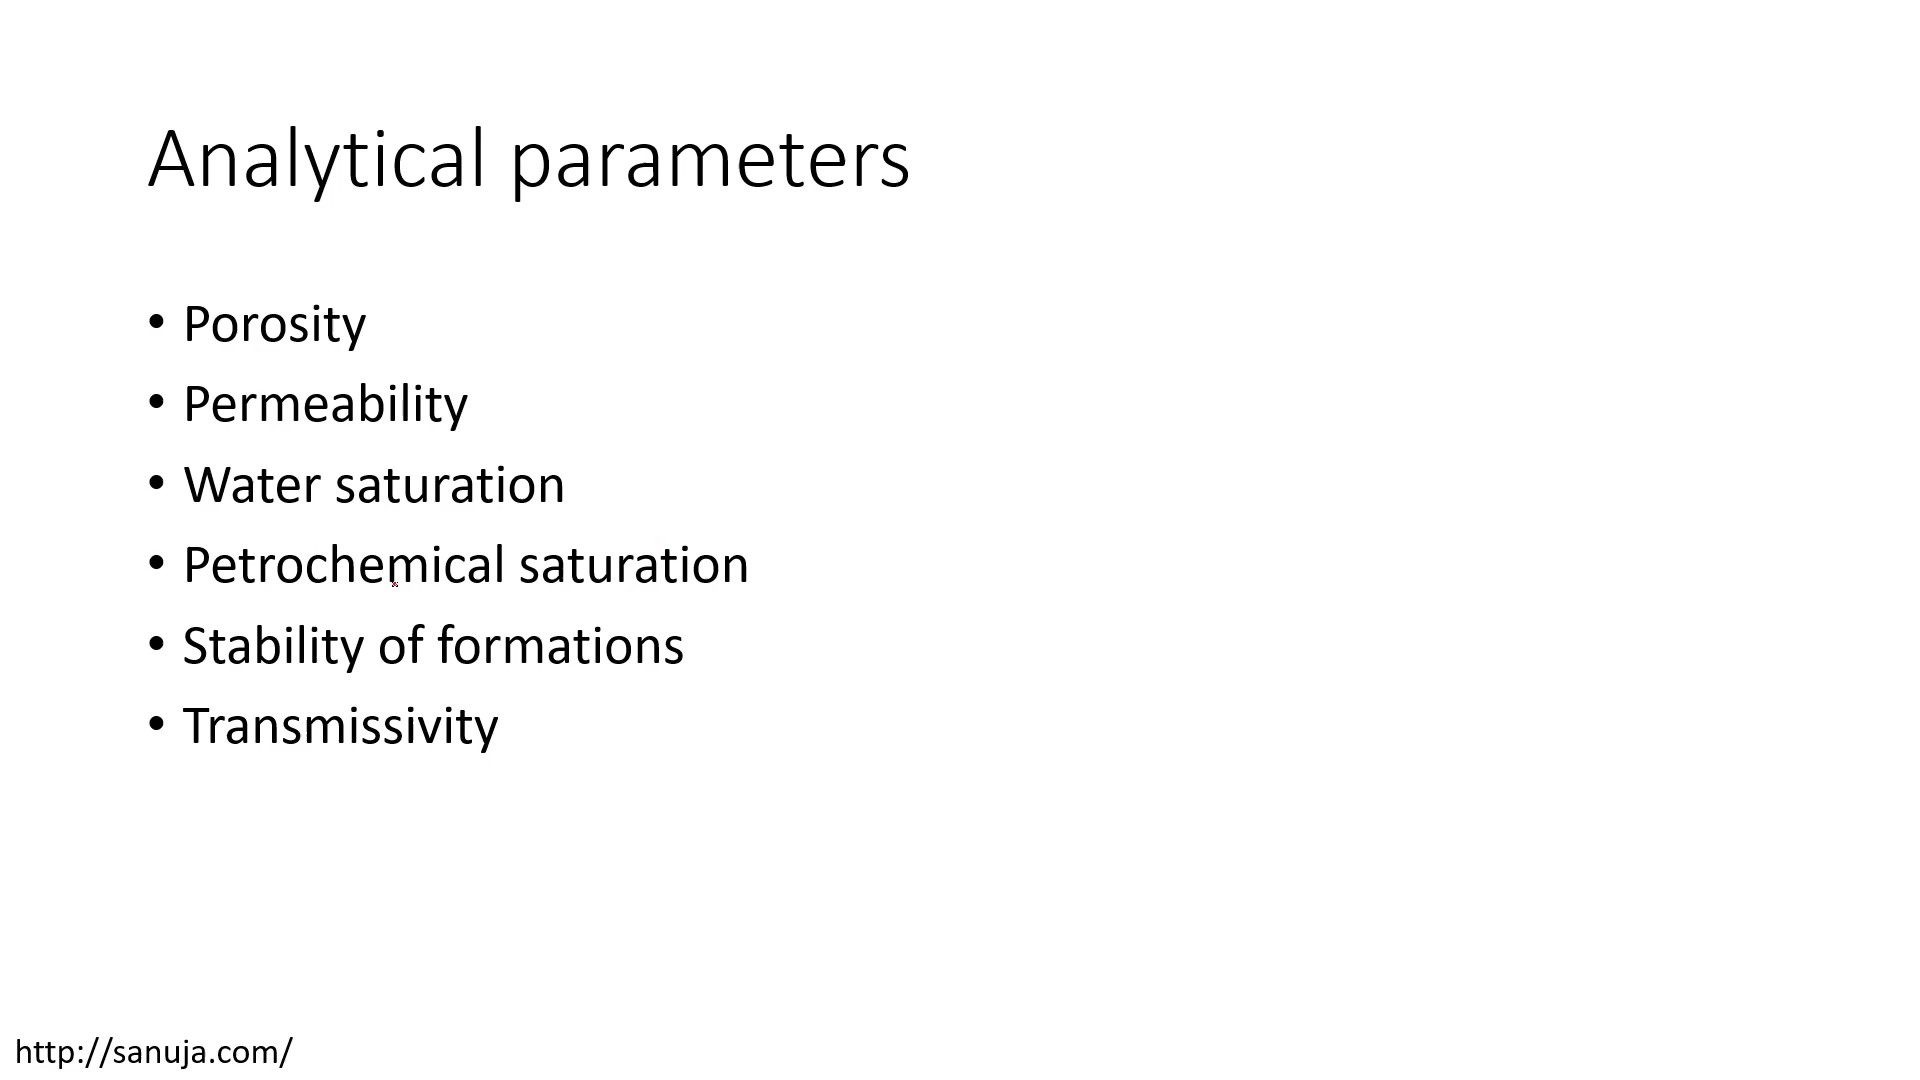 Analytical parameters
• Porosity
• Permeability
• Water saturation
• Petrochemical saturation
• Stability of formations
• Transmissivity
http://sanuja.com/